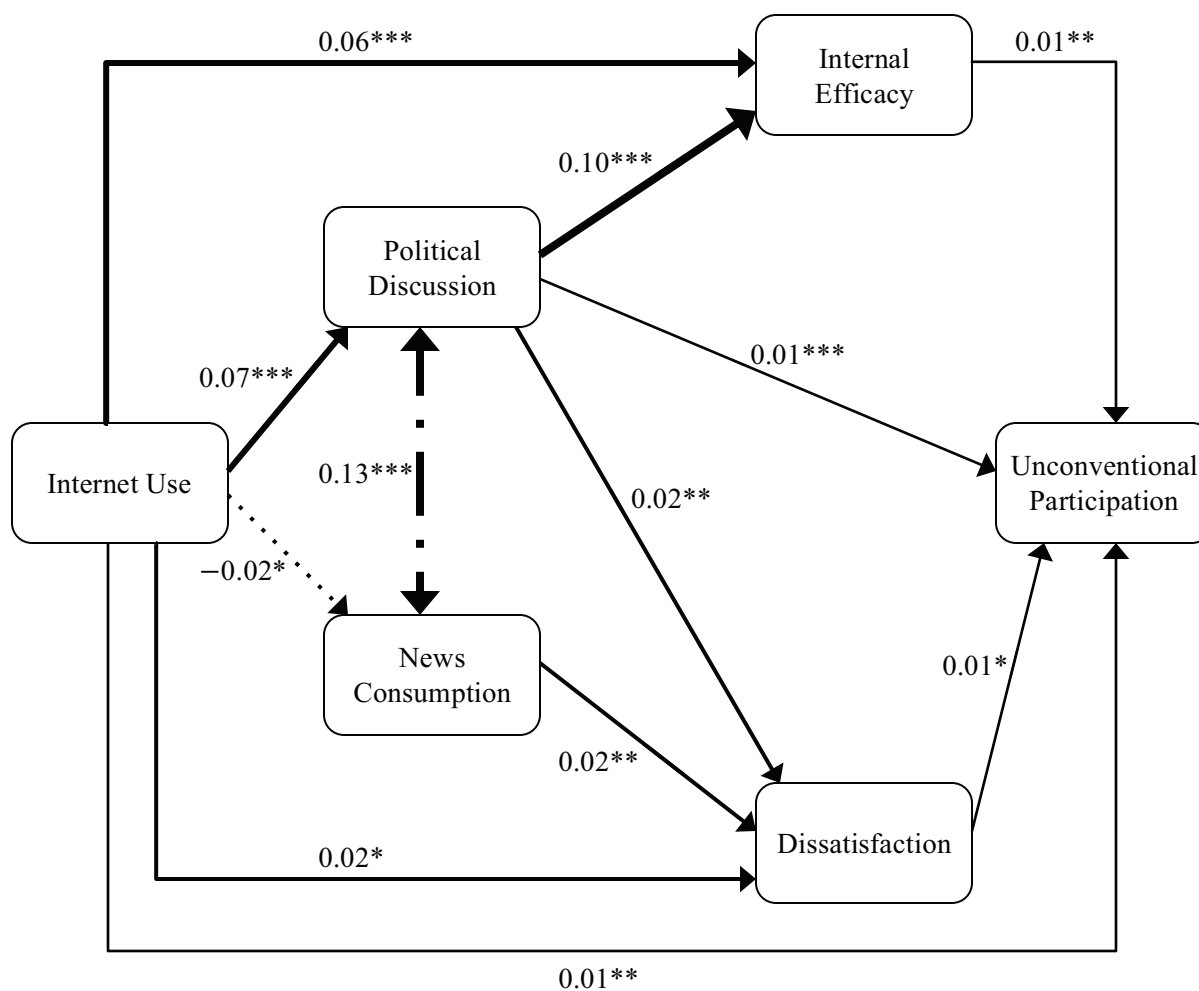 0.06***
Internal
Efficacy
0.01**
0.10***
Political
Discussion
0.01***
0.07***
Internet Use
0.13***
Unconventional
Participation
0.02**
−0.02*
News
Consumption
0.01*
0.02**
Dissatisfaction
0.02*
0.01**